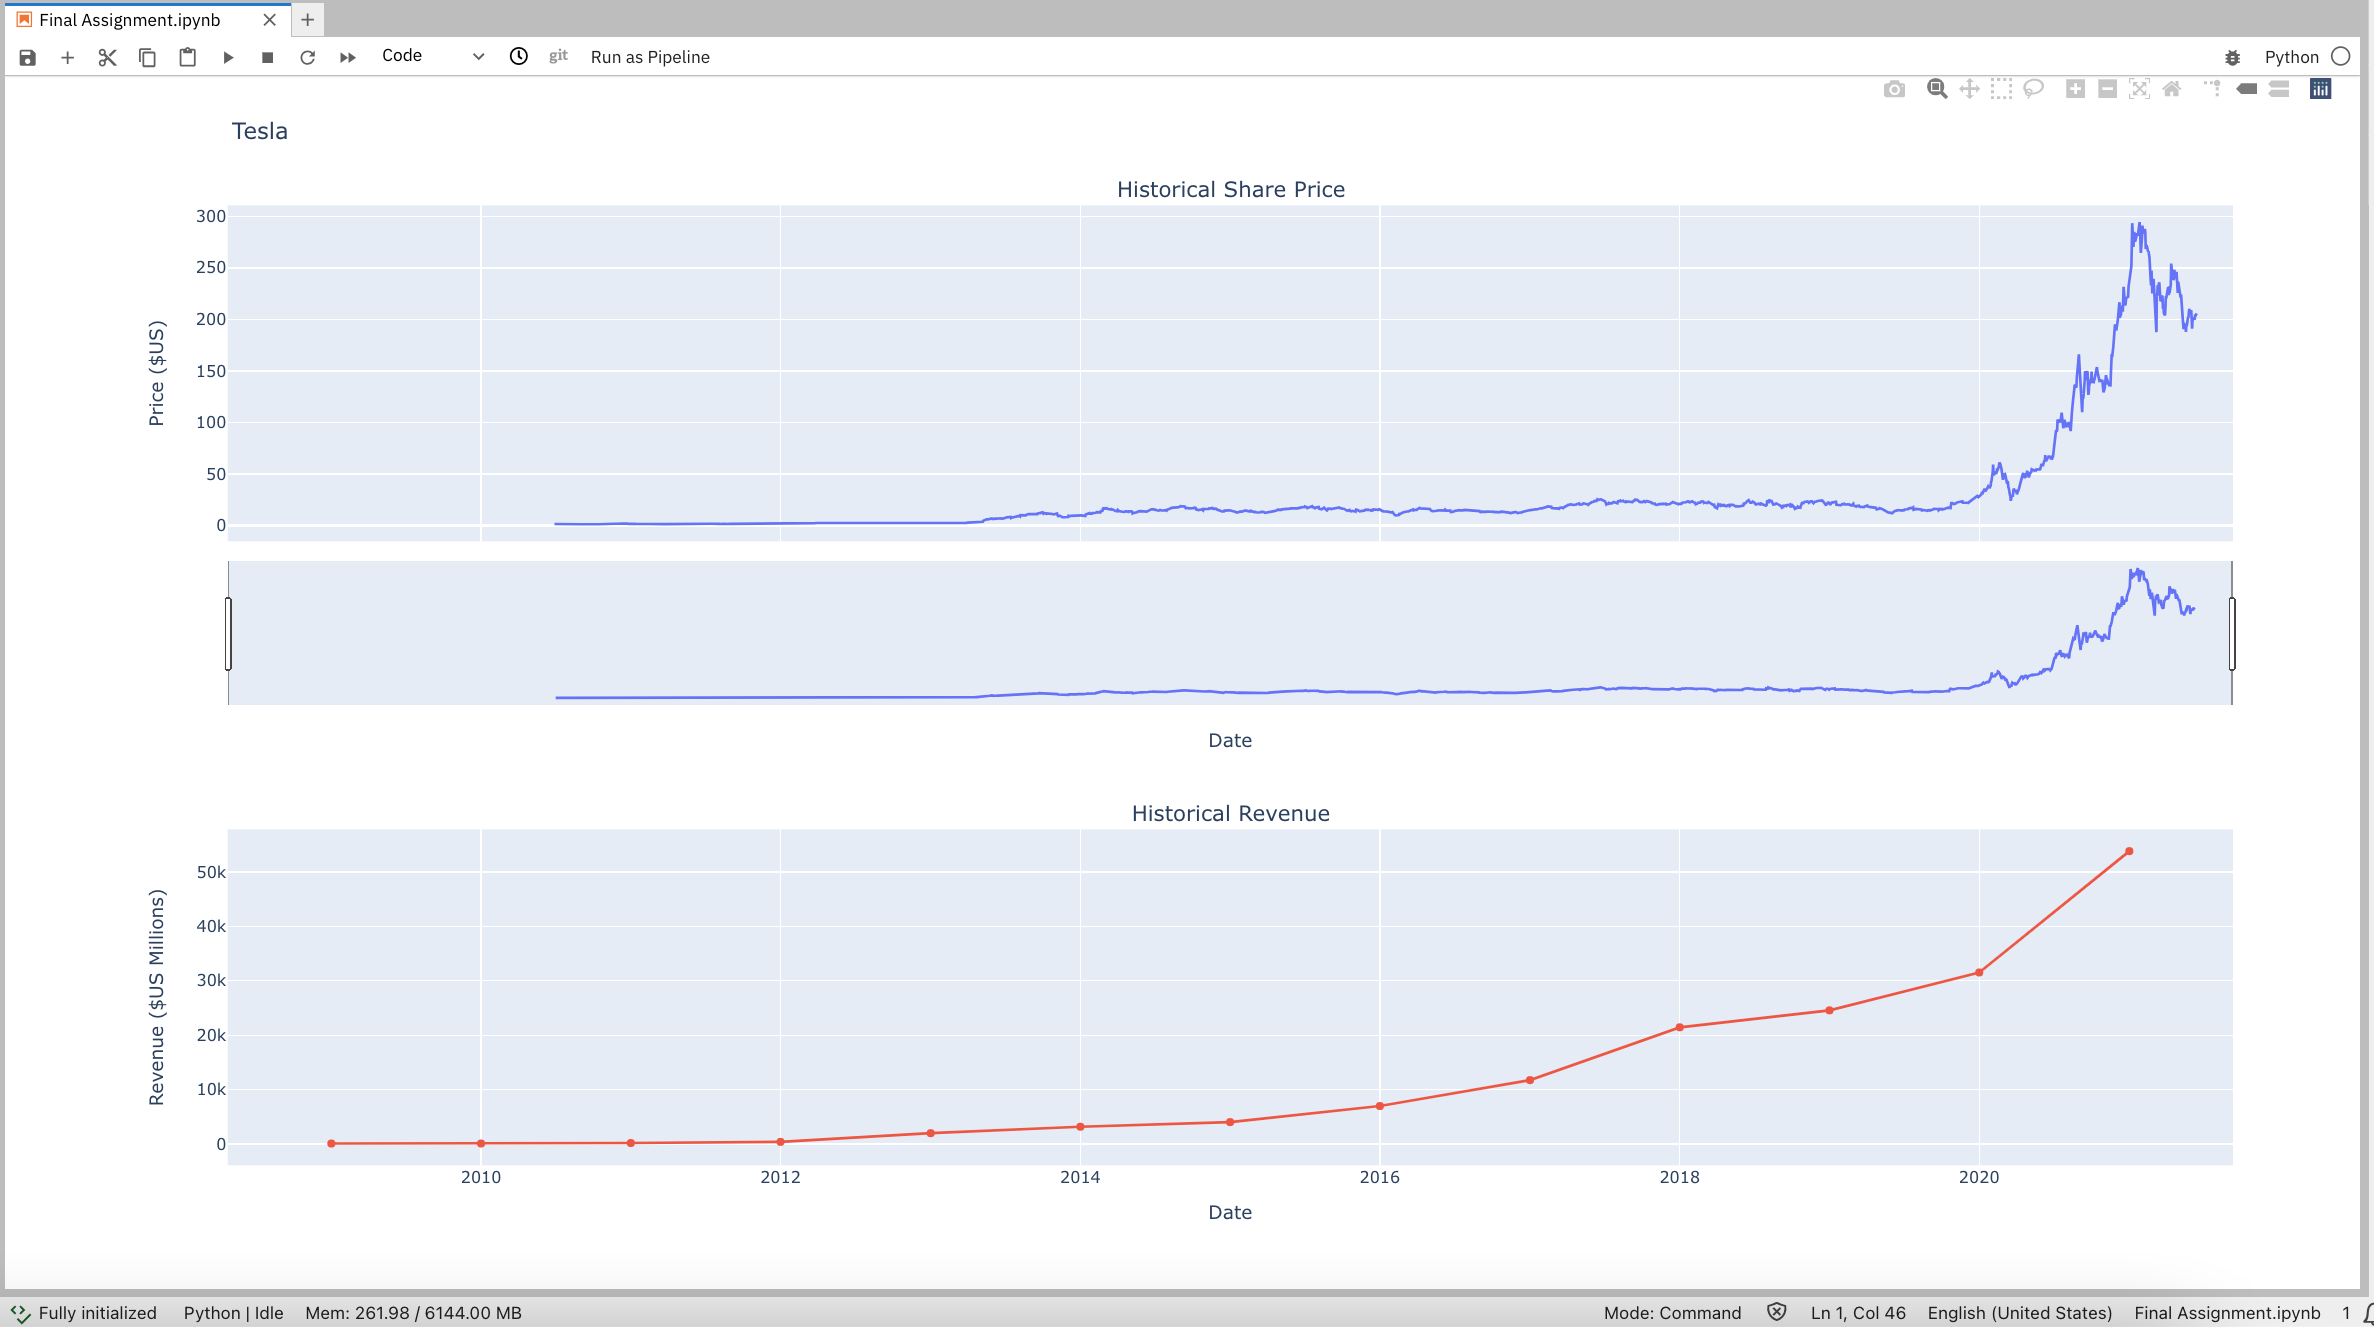 Final Assignment.ipynb
Code git Run as Pipeline Python
Tesla
Historical Share Price
300
250
200
150
100
50
0
Price ($US)
Date
Historical Revenue
50k
40k
30k
20k
10k
0
Revenue ($US Millions)
2010 2012 2014 2016 2018 2020
Date
Fully initialized Python | Idle Mem: 261.98 / 6144.00 MB Mode: Command Ln 1, Col 46 English (United States) Final Assignment.ipynb 1